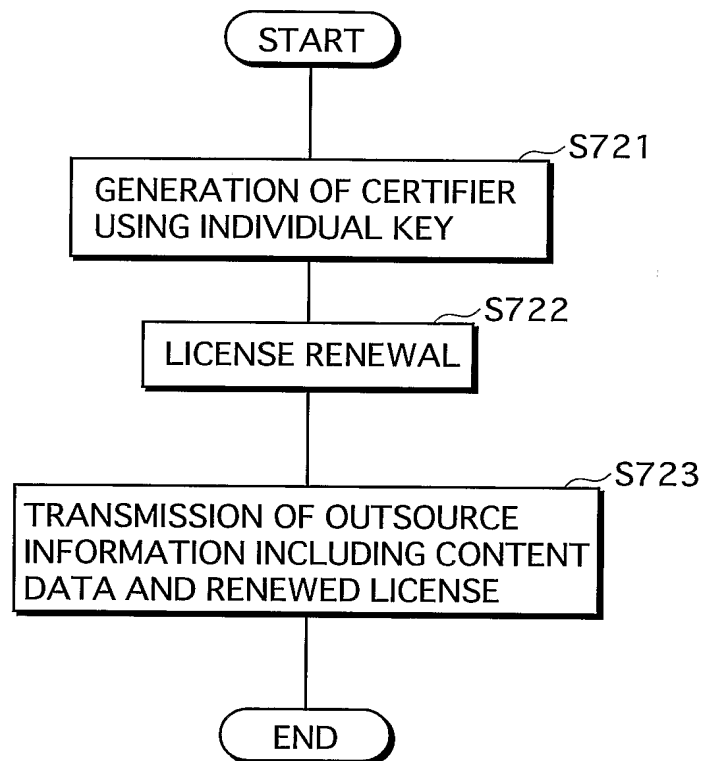 START
S721
GENERATION OF CERTIFIER
USING INDIVIDUAL KEY
S722
LICENSE RENEWAL
S723
TRANSMISSION OF OUTSOURCE
INFORMATION INCLUDING CONTENT
DATA AND RENEWED LICENSE
END